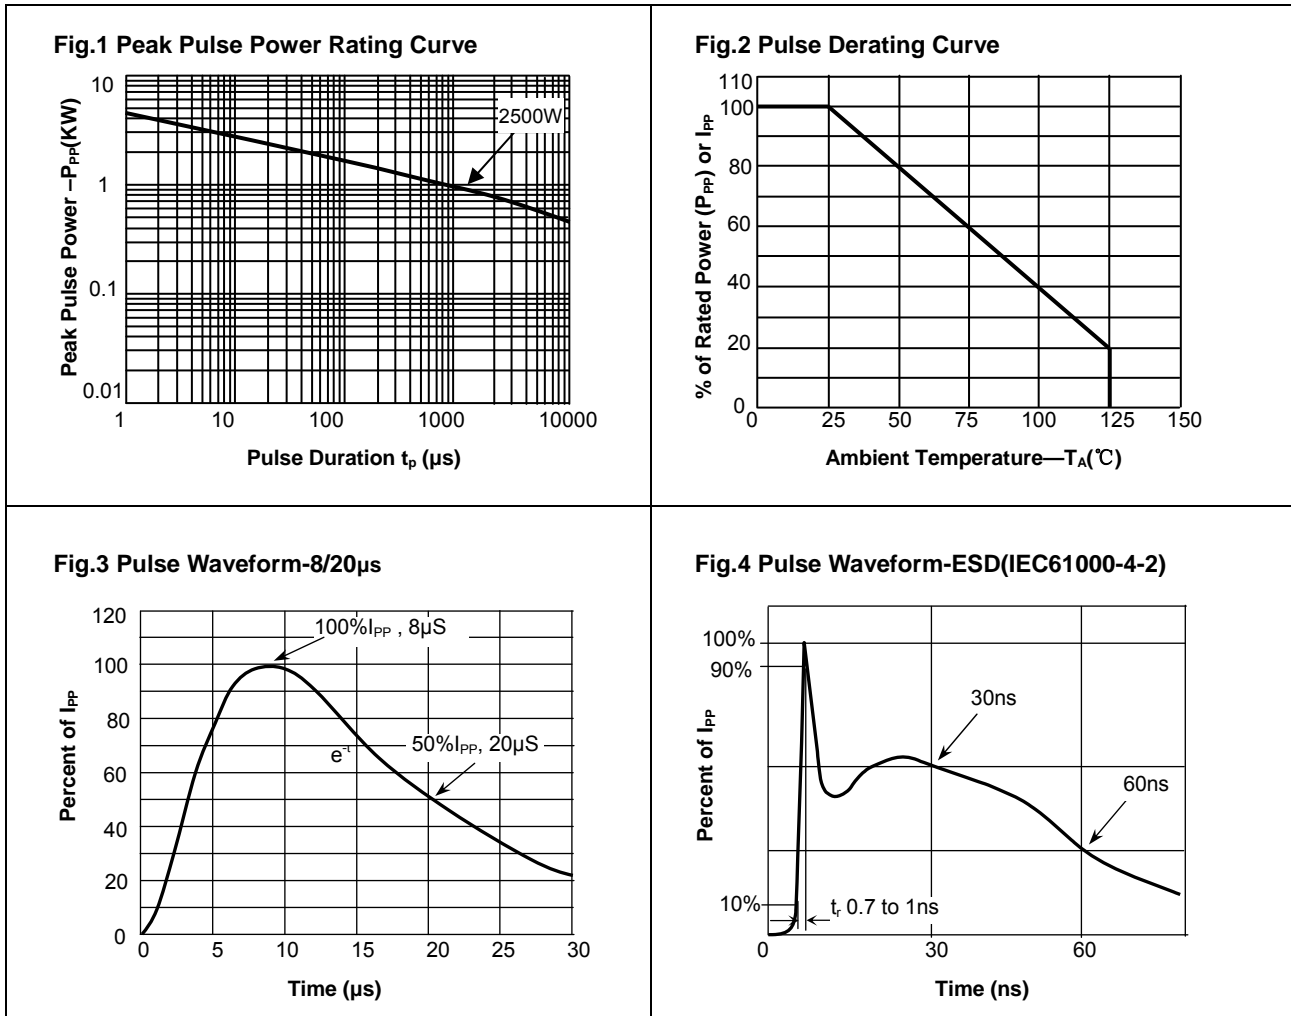 Fig.1 Peak Pulse Power Rating Curve
Peak Pulse Power –PPP(KW)
10
1
0.1
0.01
2500W
1
10
100
1000
10000
Pulse Duration tp (µs)
Fig.2 Pulse Derating Curve
% of Rated Power (PPP) or IPP
110
100
80
60
40
20
0
0
25
50
75
100
125
150
Ambient Temperature—TA(℃)
Fig.3 Pulse Waveform-8/20µs
Percent of IPP
120
100
80
60
40
20
0
100%IPP , 8µS
e-t
50%IPP, 20µS
0
5
10
15
20
25
30
Time (µs)
Fig.4 Pulse Waveform-ESD(IEC61000-4-2)
Percent of IPP
100%
90%
10%
30ns
60ns
tr 0.7 to 1ns
0
30
60
Time (ns)